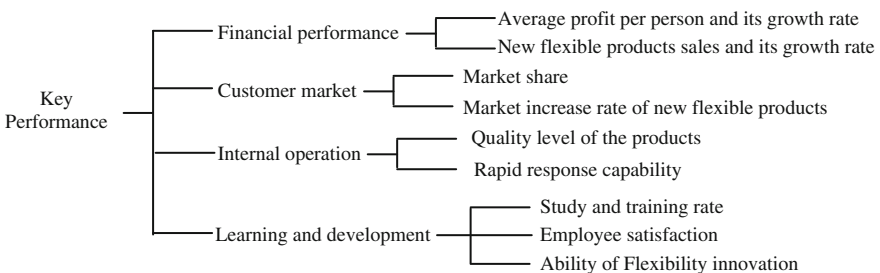 Key
Performance
Financial performance
Average profit per person and its growth rate
New flexible products sales and its growth rate
Customer market
Market share
Market increase rate of new flexible products
Internal operation
Quality level of the products
Rapid response capability
Learning and development
Study and training rate
Employee satisfaction
Ability of Flexibility innovation